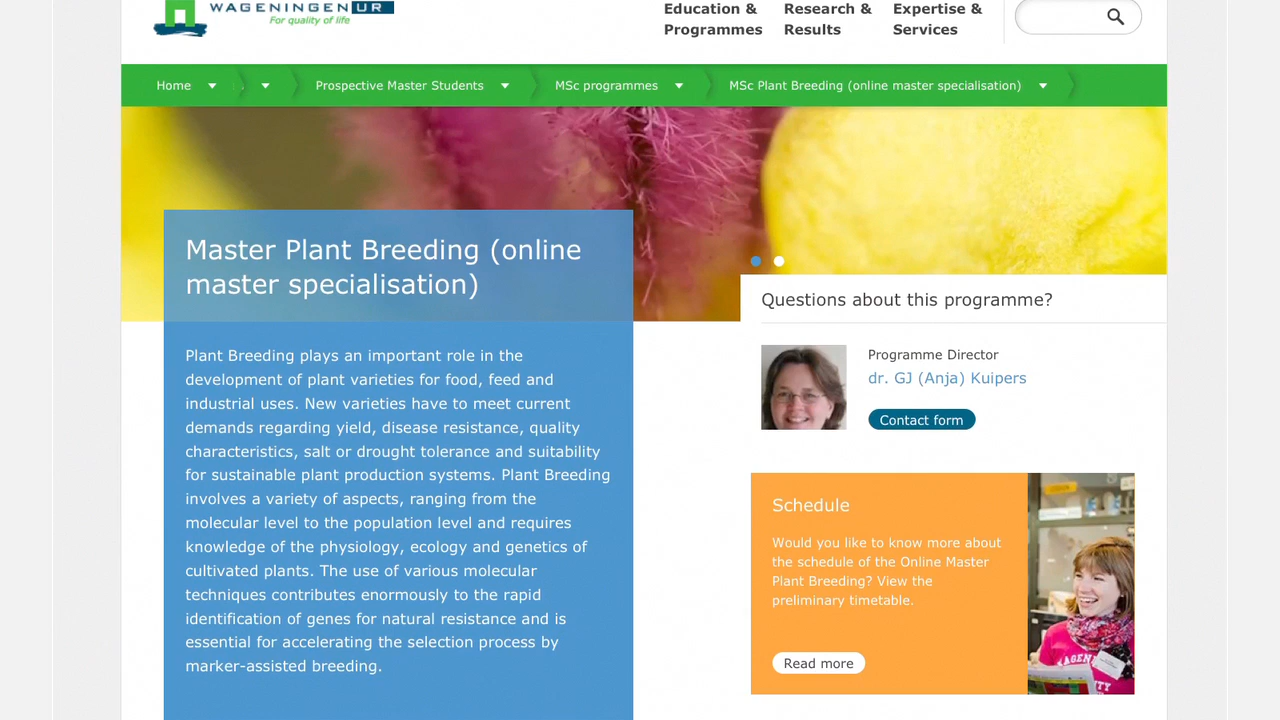 WAGENINGEN UR
For quality of life
Education &
Programmes
Research &
Results
Expertise &
Services
Home
Prospective Master Students
MSc programmes
MSc Plant Breeding (online master specialisation)
Master Plant Breeding (online
master specialisation)
Plant Breeding plays an important role in the
development of plant varieties for food, feed and
industrial uses. New varieties have to meet current
demands regarding yield, disease resistance, quality
characteristics, salt or drought tolerance and suitability
for sustainable plant production systems. Plant Breeding
involves a variety of aspects, ranging from the
molecular level to the population level and requires
knowledge of the physiology, ecology and genetics of
cultivated plants. The use of various molecular
techniques contributes enormously to the rapid
identification of genes for natural resistance and is
essential for accelerating the selection process by
marker-assisted breeding.
Questions about this programme?
Programme Director
dr. GJ (Anja) Kuipers
Contact form
Schedule
Would you like to know more about
the schedule of the Online Master
Plant Breeding? View the
preliminary timetable.
Read more